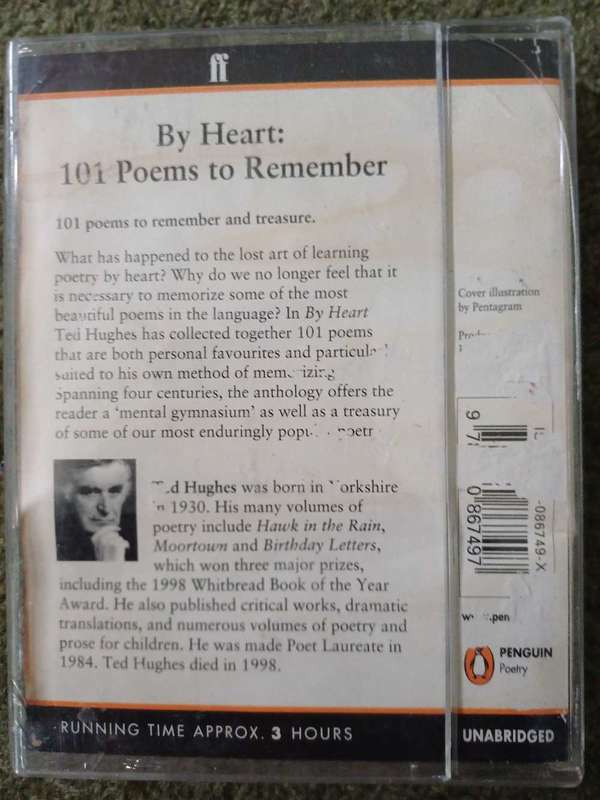 ff
By Heart:
101 Poems to Remember
101 poems to remember and treasure.
What has happened to the lost art of learning
poetry by heart? Why do we no longer feel that it
is necessary to memorize some of the most
beautiful poems in the language? In By Heart
Ted Hughes has collected together 101 poems
that are both personal favourites and
suited to his own method of
spanning four centuries, the anthology offers the
reader a 'mental gymnasium' as well as a treasury
of some of our most enduringly
Ted Hughes was born in Yorkshire
in 1930. His many volumes of
poetry include Hawk in the Rain,
Moortown and Birthday Letters,
which won three major prizes,
including the 1998 Whitbread Book of the Year
Award. He also published critical works, dramatic
translations, and numerous volumes of poetry and
prose for children. He was made Poet Laureate in
1984. Ted Hughes died in 1998.
RUNNING TIME APPROX. 3 HOURS
Cover illustration
by Pentagram
-086749-X
9 78
0867497
.pen
PENGUIN
Poetry
UNABRIDGED